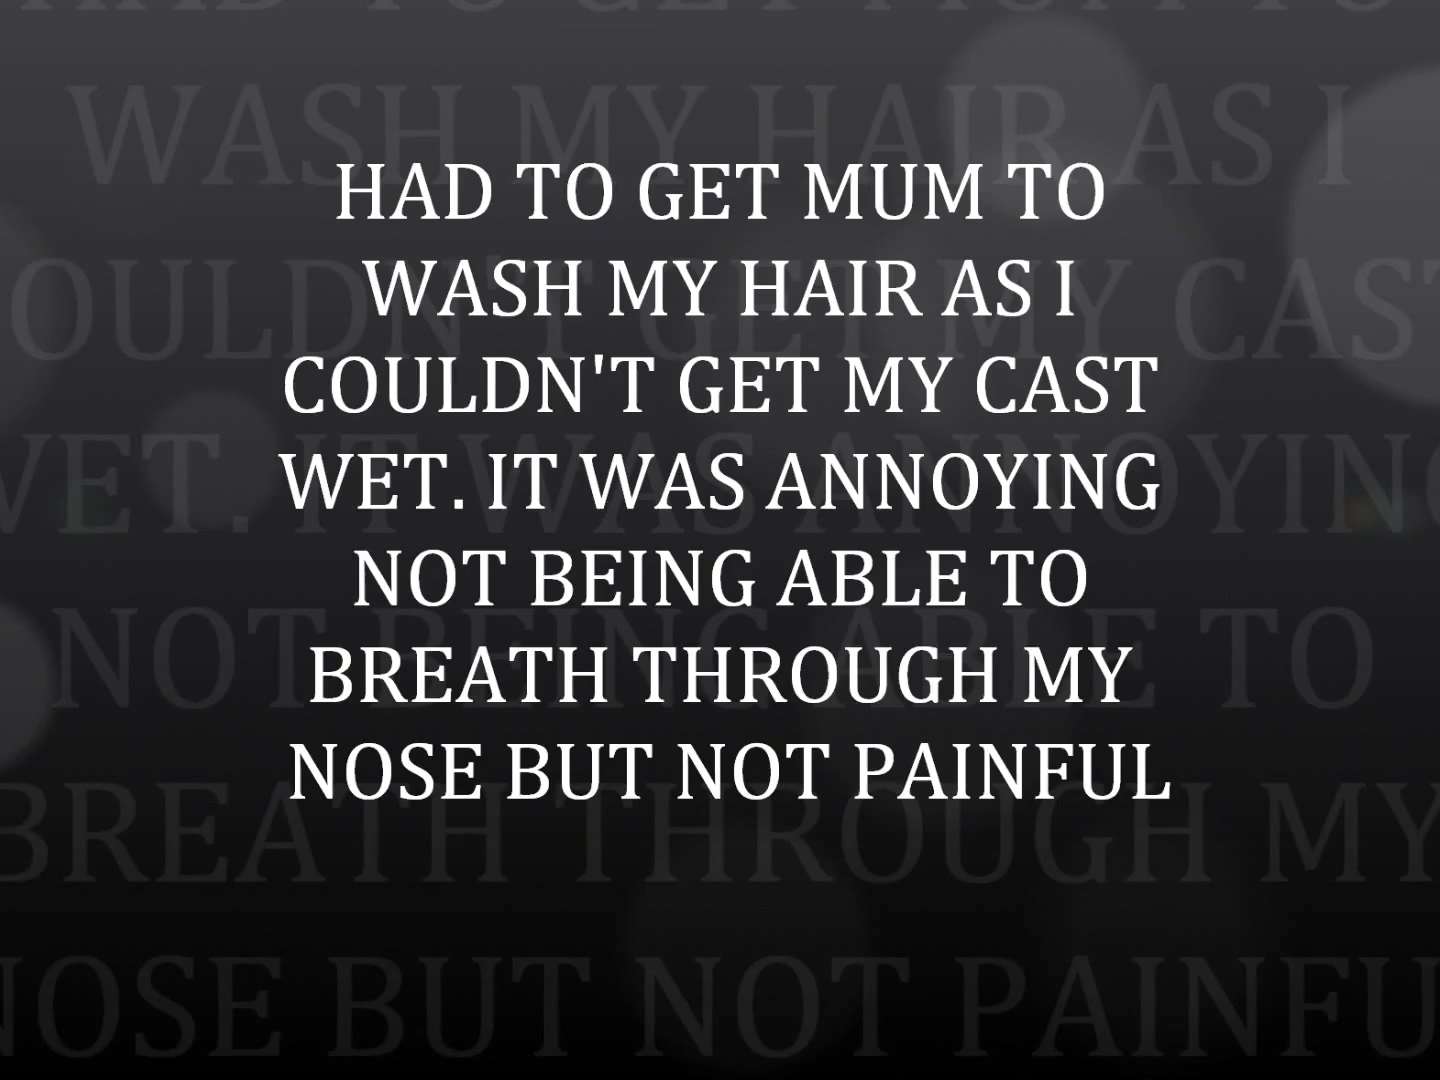 HAD TO GET MUM TO
WASH MY HAIR AS I
COULDN'T GET MY CAST
WET. IT WAS ANNOYING
NOT BEING ABLE TO
BREATH THROUGH MY
NOSE BUT NOT PAINFUL